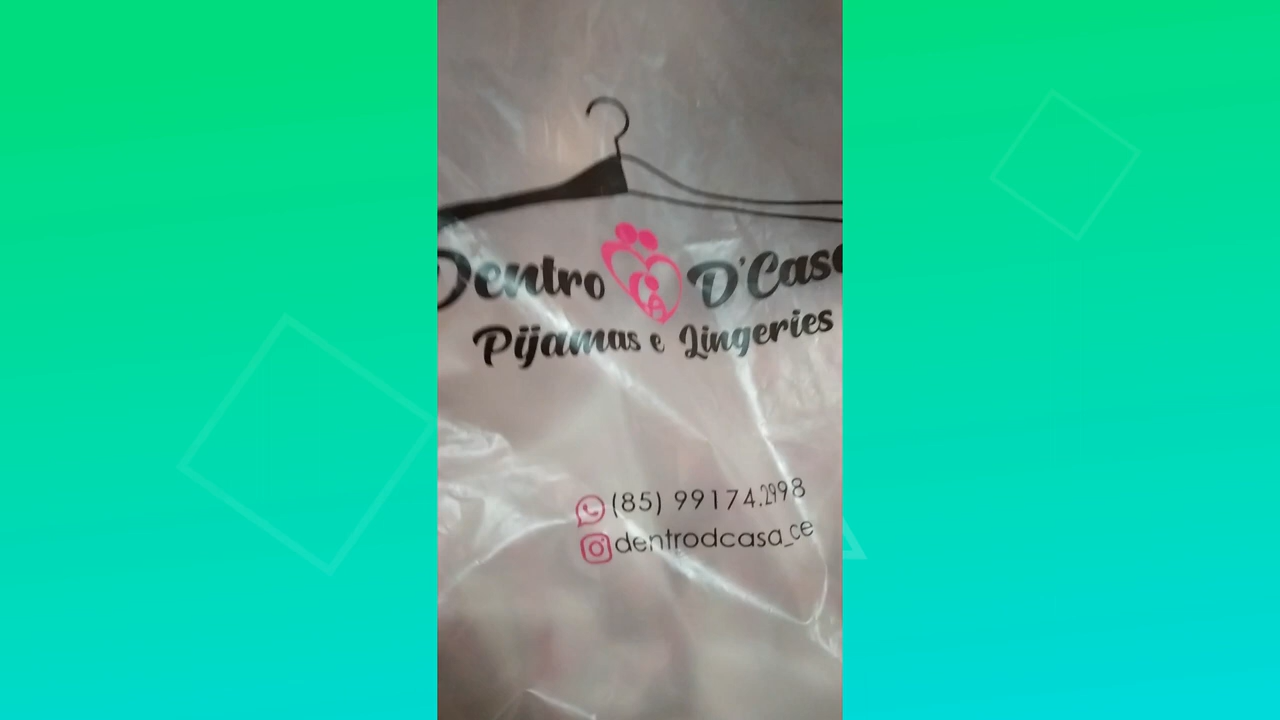 Dentro D'Casa
Pijamas e Lingeries
(85) 99174.2998
dentrodcasa_ce